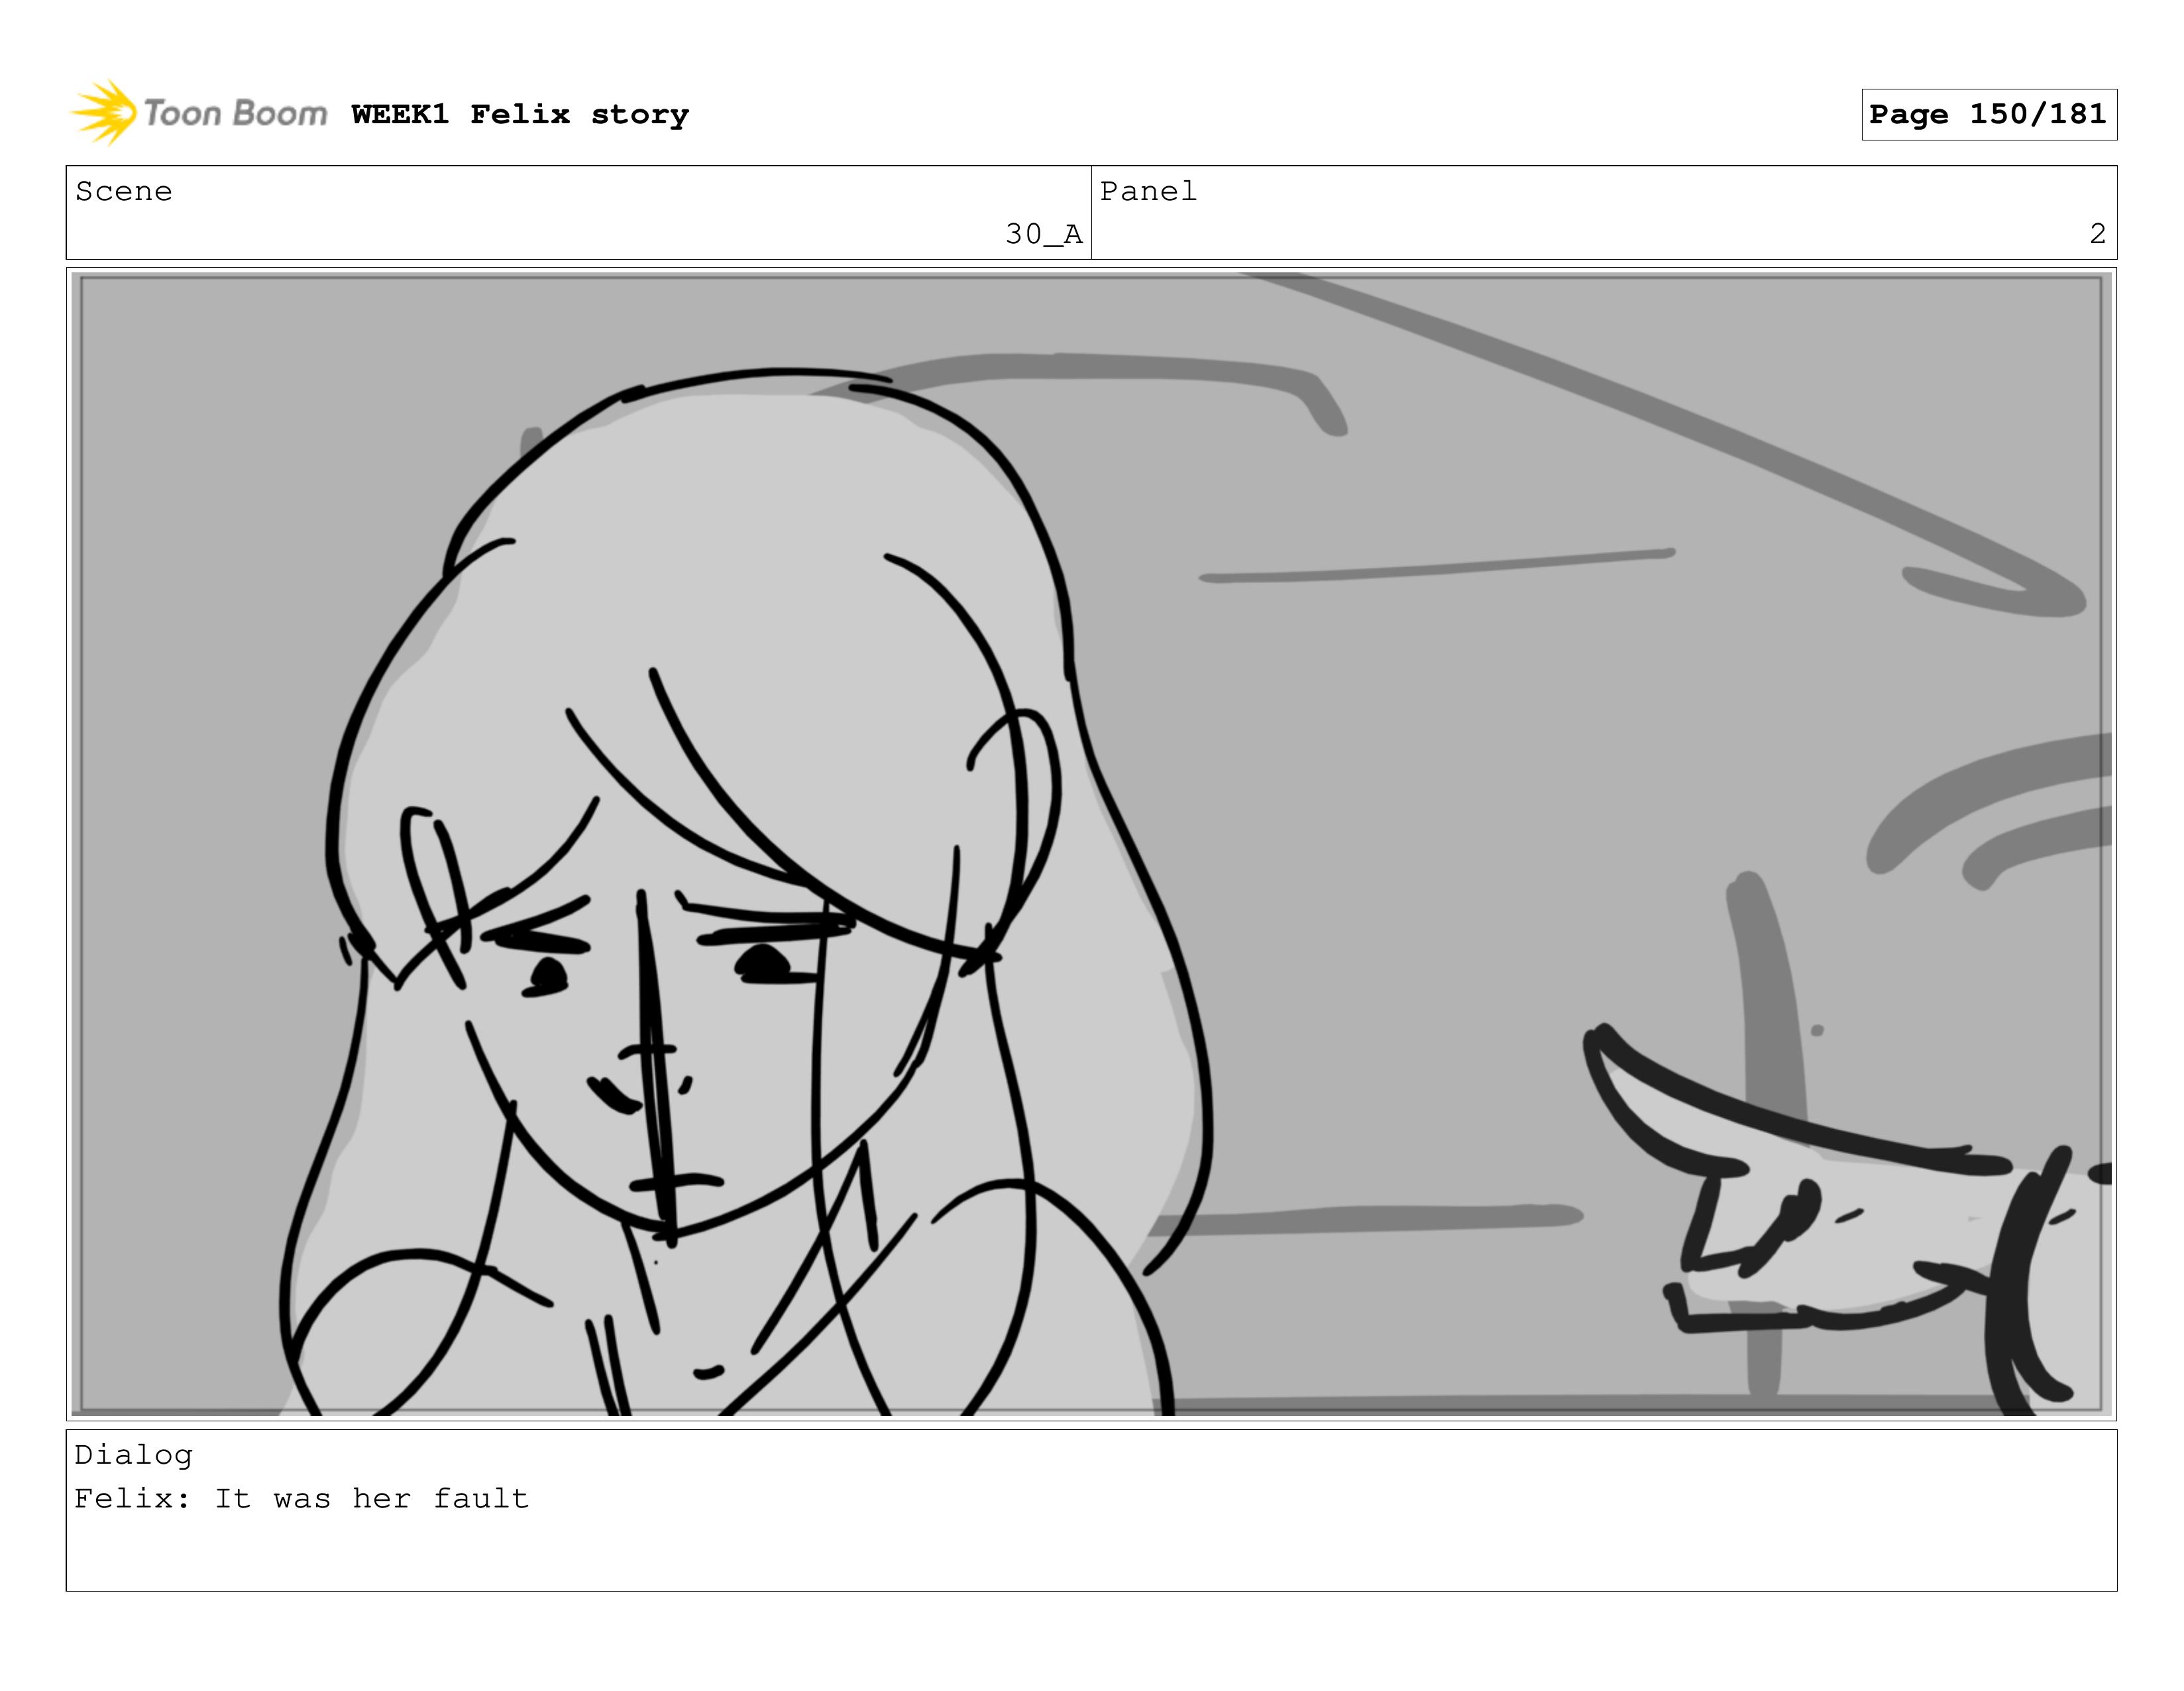 Toon Boom WEEK1 Felix story
Page 150/181
Scene
30_A
Panel
2
Dialog
Felix: It was her fault